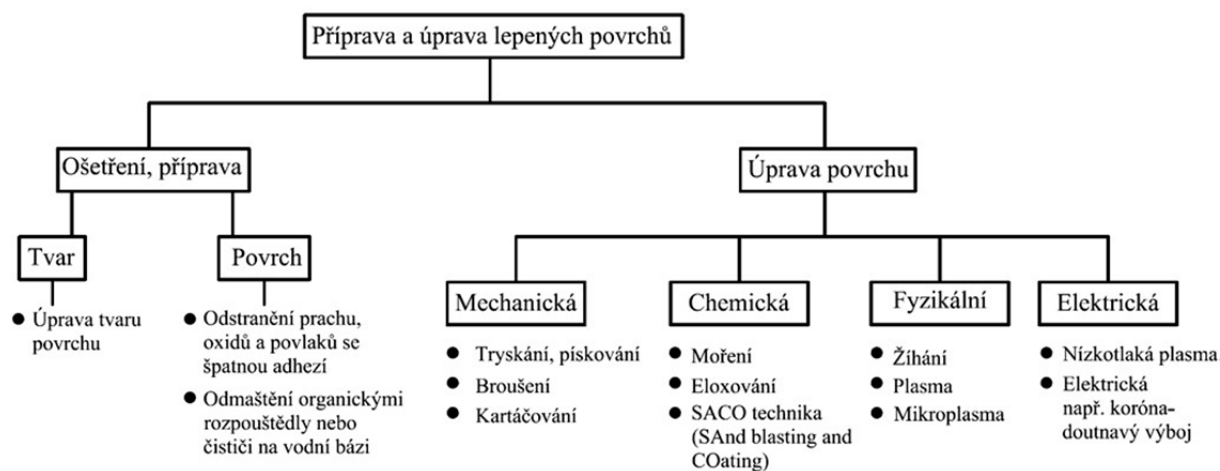 Příprava a úprava lepených povrchů
Ošetření, příprava
Úprava povrchu
Tvar
Povrch
● Úprava tvaru
povrchu
● Odstranění prachu,
oxidů a povlaků se
špatnou adhezí
● Odmaštění organickými
rozpouštědly nebo
čističi na vodní bázi
Mechanická
Chemická
Fyzikální
Elektrická
● Tryskání, pískování
● Broušení
● Kartáčování
● Moření
● Eloxování
● SACO technika
(SAnd blasting and
COating)
● Žíhání
● Plasma
● Mikroplasma
● Nízkotlaká plasma
● Elektrická
např. koróna-
doutnavý výboj